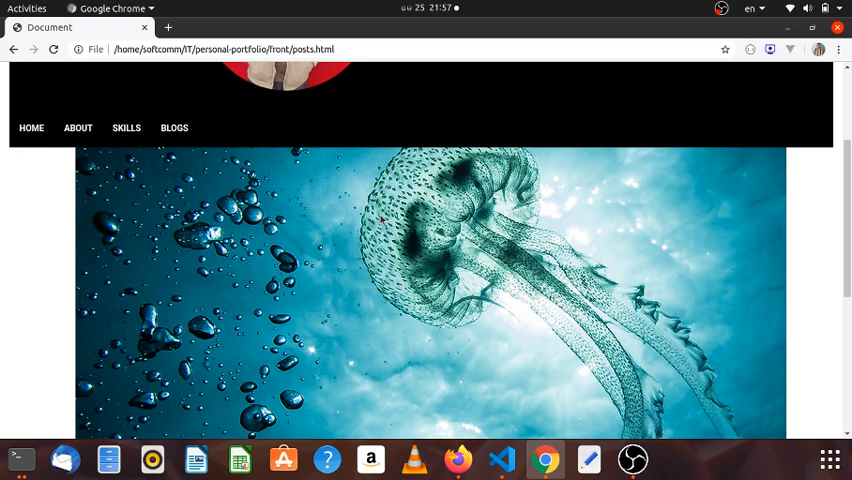 Activities
Google Chrome
25 21:57
en
Document
File
/home/softcomm/IT/personal-portfolio/front/posts.html
HOME
ABOUT
SKILLS
BLOGS